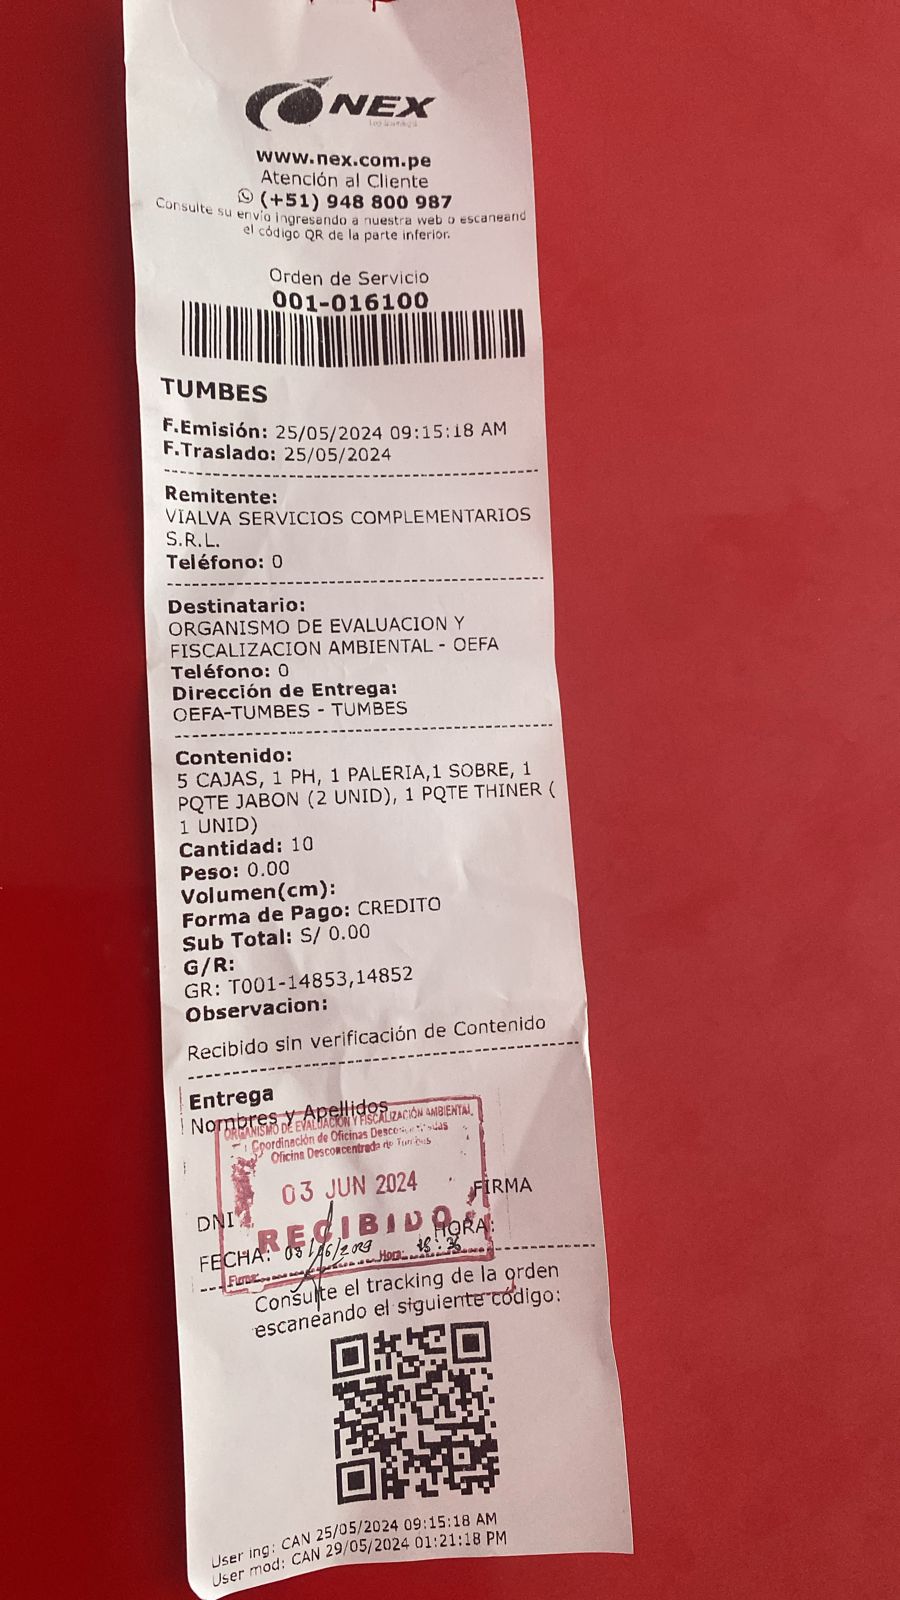 NEX
www.nex.com.pe
Atención al Cliente
(+51) 948 800 987
Consulte su envío ingresando a nuestra web o escaneand
el código QR de la parte inferior.
Orden de Servicio
001-016100
TUMBES
F.Emisión: 25/05/2024 09:15:18 AM
F.Traslado: 25/05/2024
Remitente:
VIALVA SERVICIOS COMPLEMENTARIOS
S.R.L.
Teléfono: 0
Destinatario:
ORGANISMO DE EVALUACION Y
FISCALIZACION AMBIENTAL - OEFA
Teléfono: 0
Dirección de Entrega:
OEFA-TUMBES - TUMBES
Contenido:
5 CAJAS, 1 PH, 1 PALERIA,1 SOBRE, 1
PQTE JABON (2 UNID), 1 PQTE THINER (
1 UNID)
Cantidad: 10
Peso: 0.00
Volumen(cm):
Forma de Pago: CREDITO
Sub Total: S/ 0.00
G/R:
GR: T001-14853,14852
Observacion:
Recibido sin verificación de Contenido
Entrega
Nombres y Apellidos
ORGANISMO DE EVALUACIÓN Y FISCALIZACIÓN AMBIENTAL
Coordinación de Oficinas Desconcentradas
Oficina Desconcentrada de Tumbes
03 JUN 2024
FIRMA
DNI
RECIBIDO
HORA:
FECHA:
Firma: Hora:
Consulte el tracking de la orden
escaneando el siguiente código:
User ing: CAN 25/05/2024 09:15:18 AM
User mod: CAN 29/05/2024 01:21:18 PM